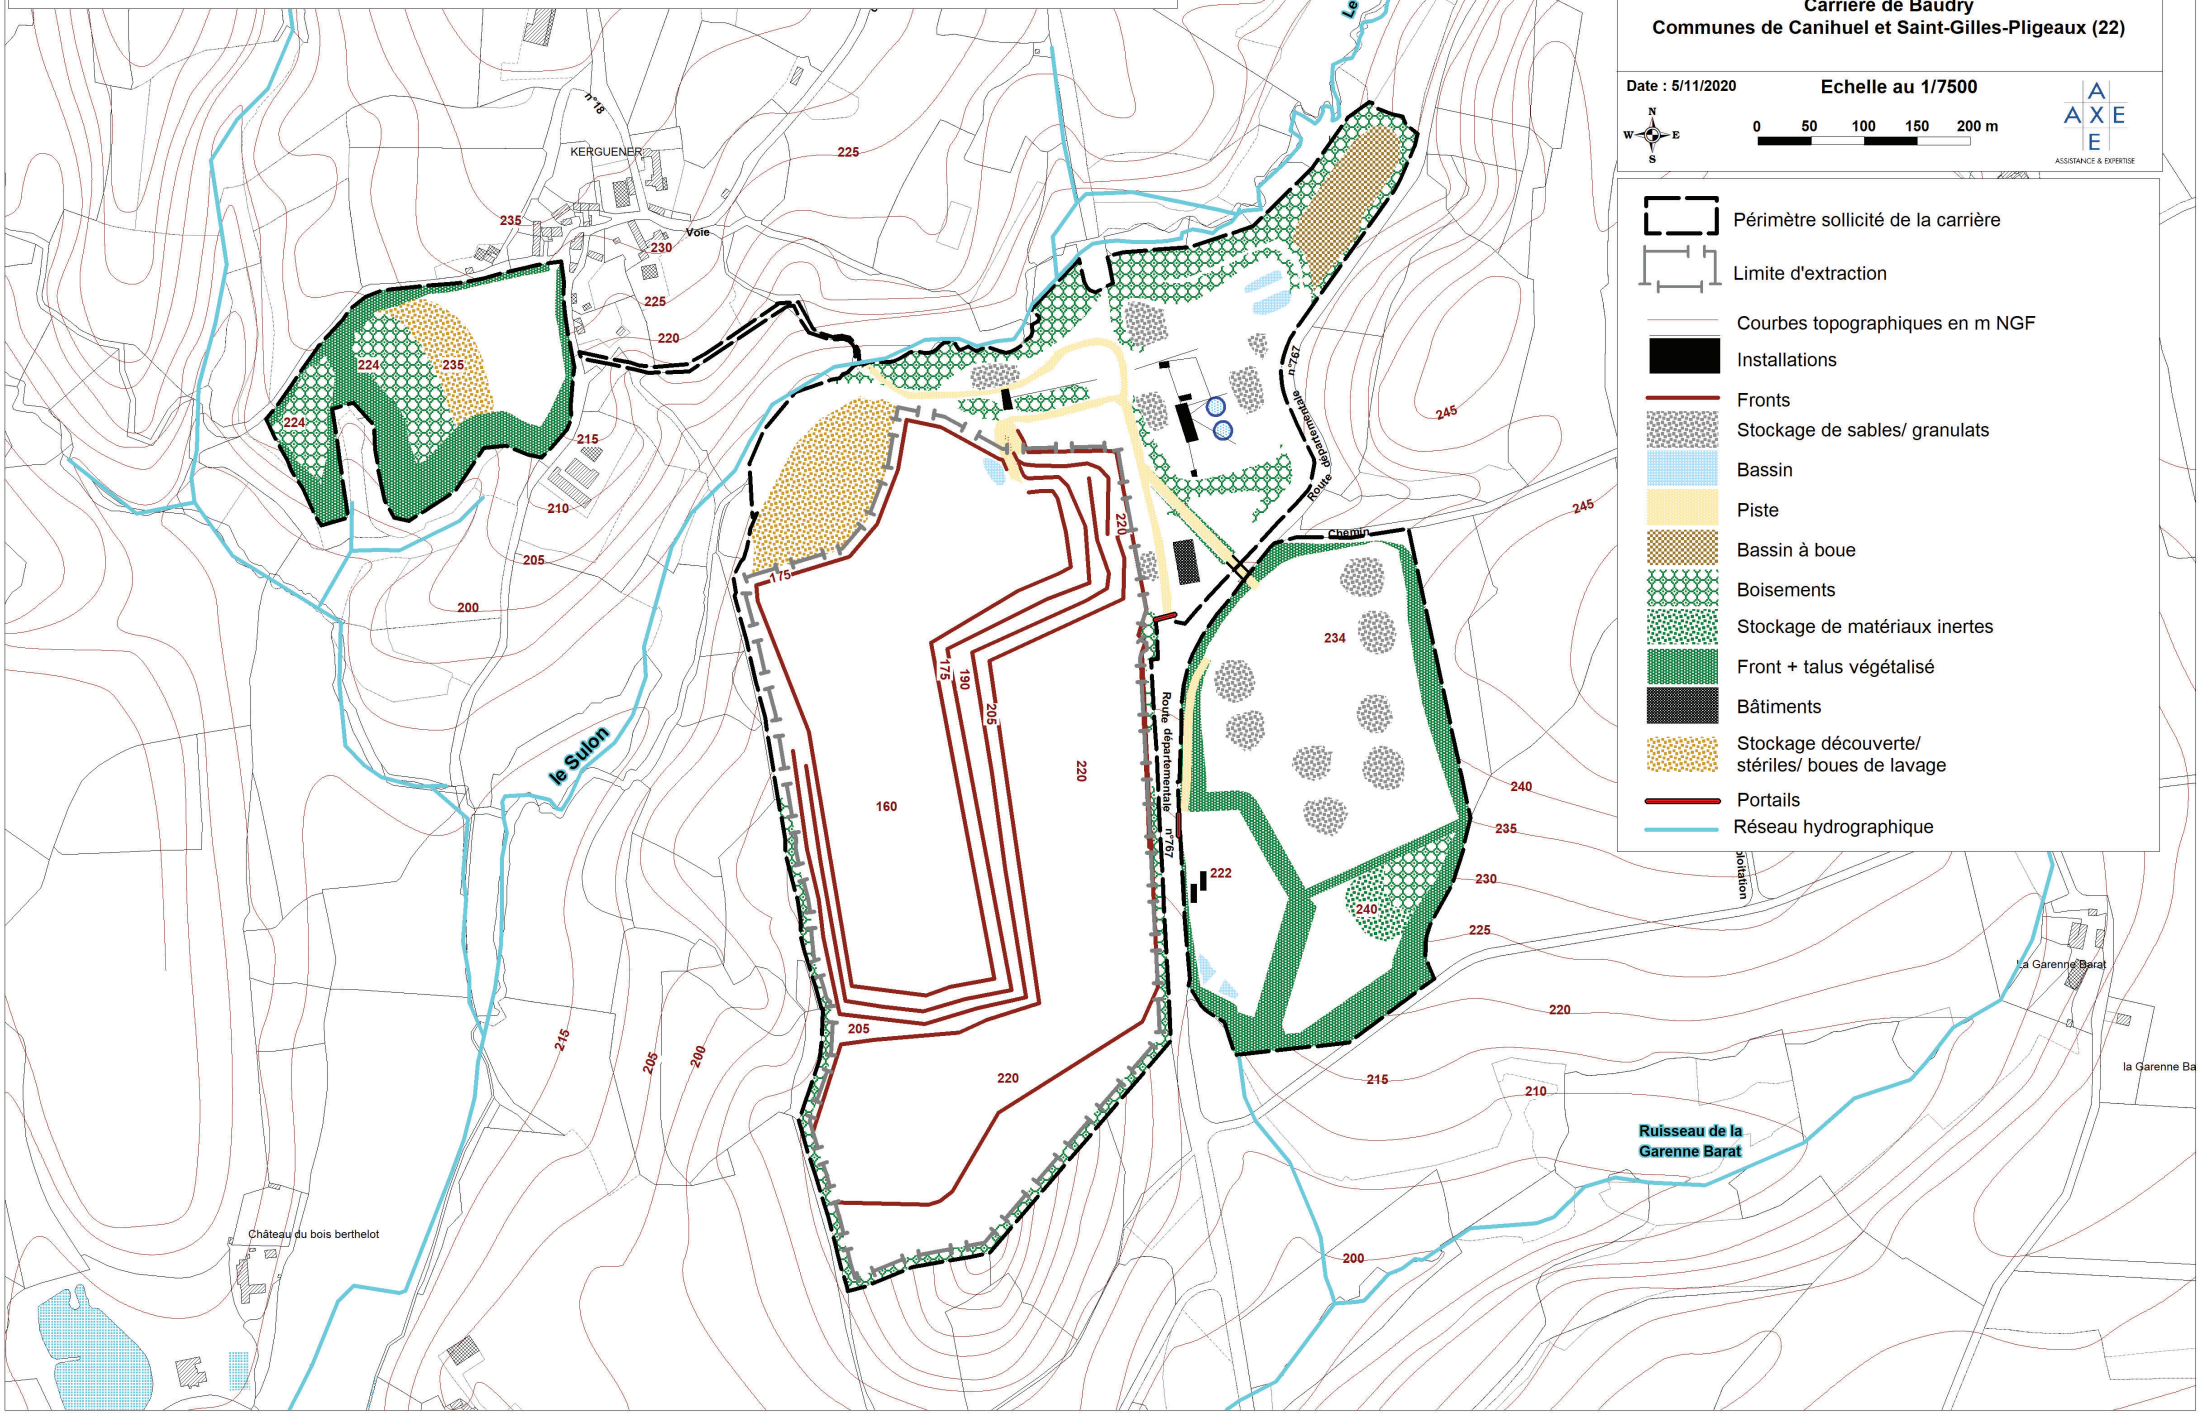 Carrière de Baudry
Communes de Canihuel et Saint-Gilles-Pligeaux (22)
Date : 5/11/2020
Echelle au 1/7500
N
W E
S
0 50 100 150 200 m
A
A X E
E
ASSISTANCE & EXPERTISE
Périmètre sollicité de la carrière
Limite d'extraction
Courbes topographiques en m NGF
Installations
Fronts
Stockage de sables/ granulats
Bassin
Piste
Bassin à boue
Boisements
Stockage de matériaux inertes
Front + talus végétalisé
Bâtiments
Stockage découverte/
stériles/ boues de lavage
Portails
Réseau hydrographique
Le
n°18
KERGUENER
225
235
Voie
230
225
220
224
235
224
215
210
205
200
175
220
n°767
Route départementale
245
245
Chemin
234
175
190
205
220
160
Route départementale n°767
le Sulon
222
240
240
235
230
225
220
215
210
200
205
220
215
205
200
Ruisseau de la
Garenne Barat
La Garenne Barat
la Garenne Ba
Château du bois berthelot